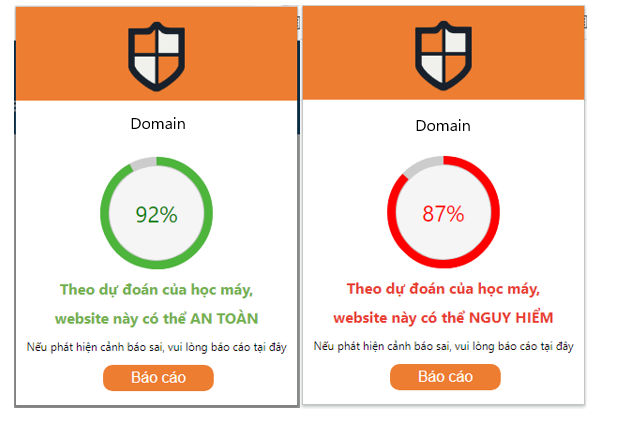 Domain
92%
Theo dự đoán của học máy,
website này có thể AN TOÀN
Nếu phát hiện cảnh báo sai, vui lòng báo cáo tại đây
Báo cáo
Domain
87%
Theo dự đoán của học máy,
website này có thể NGUY HIỂM
Nếu phát hiện cảnh báo sai, vui lòng báo cáo tại đây
Báo cáo